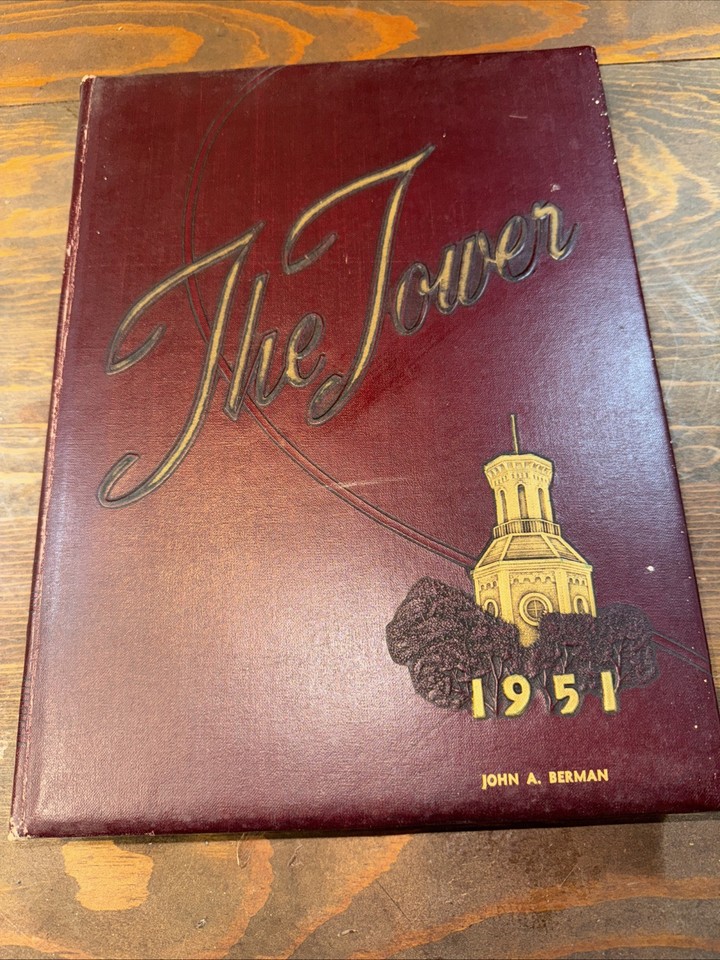 The Tower
1951
JOHN A. BERMAN